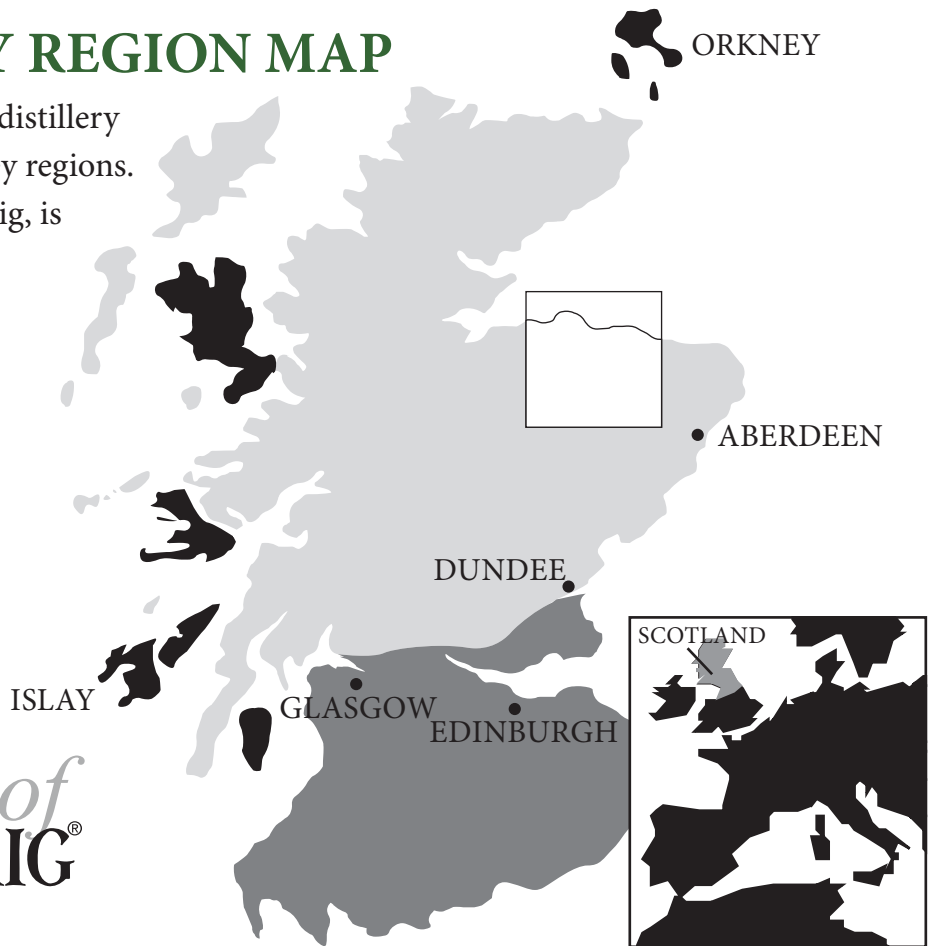 Y REGION MAP
distillery
y regions.
ig, is
ORKNEY
ABERDEEN
DUNDEE
SCOTLAND
ISLAY
GLASGOW
EDINBURGH
of
IG®